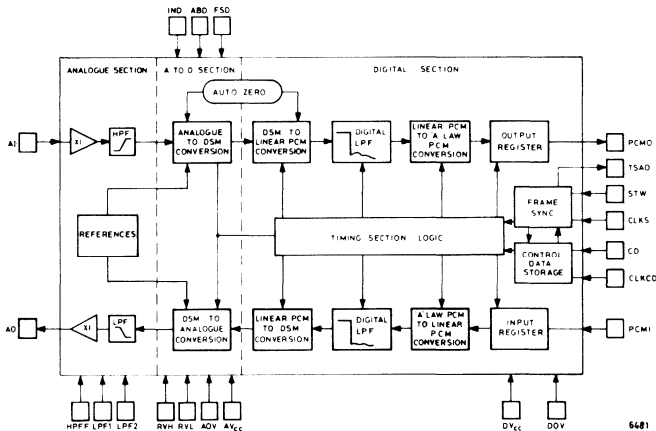 IND ABD FSD
ANALOGUE SECTION
A TO D SECTION
DIGITAL SECTION
AUTO ZERO
AI
X1
HPF
ANALOGUE
TO DSM
CONVERSION
DSM TO
LINEAR PCM
CONVERSION
DIGITAL
LPF
LINEAR PCM
TO A LAW
PCM
CONVERSION
OUTPUT
REGISTER
PCMO
TSAO
STW
CLKS
CD
CLKCD
FRAME
SYNC
REFERENCES
TIMING SECTION LOGIC
CONTROL
DATA
STORAGE
AO
X1
LPF
DSM TO
ANALOGUE
CONVERSION
LINEAR PCM
TO DSM
CONVERSION
DIGITAL
LPF
A LAW PCM
TO LINEAR
PCM
CONVERSION
INPUT
REGISTER
PCMI
HPFF LPF1 LPF2 RVH RVL AOV AVCC DVCC DOV
6481